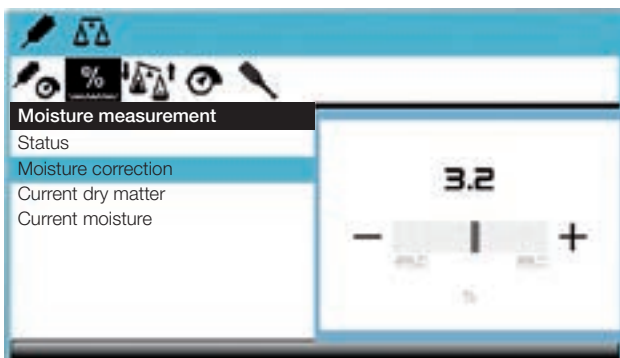 %
Moisture measurement
Status
Moisture correction
Current dry matter
Current moisture
3.2
− +
%